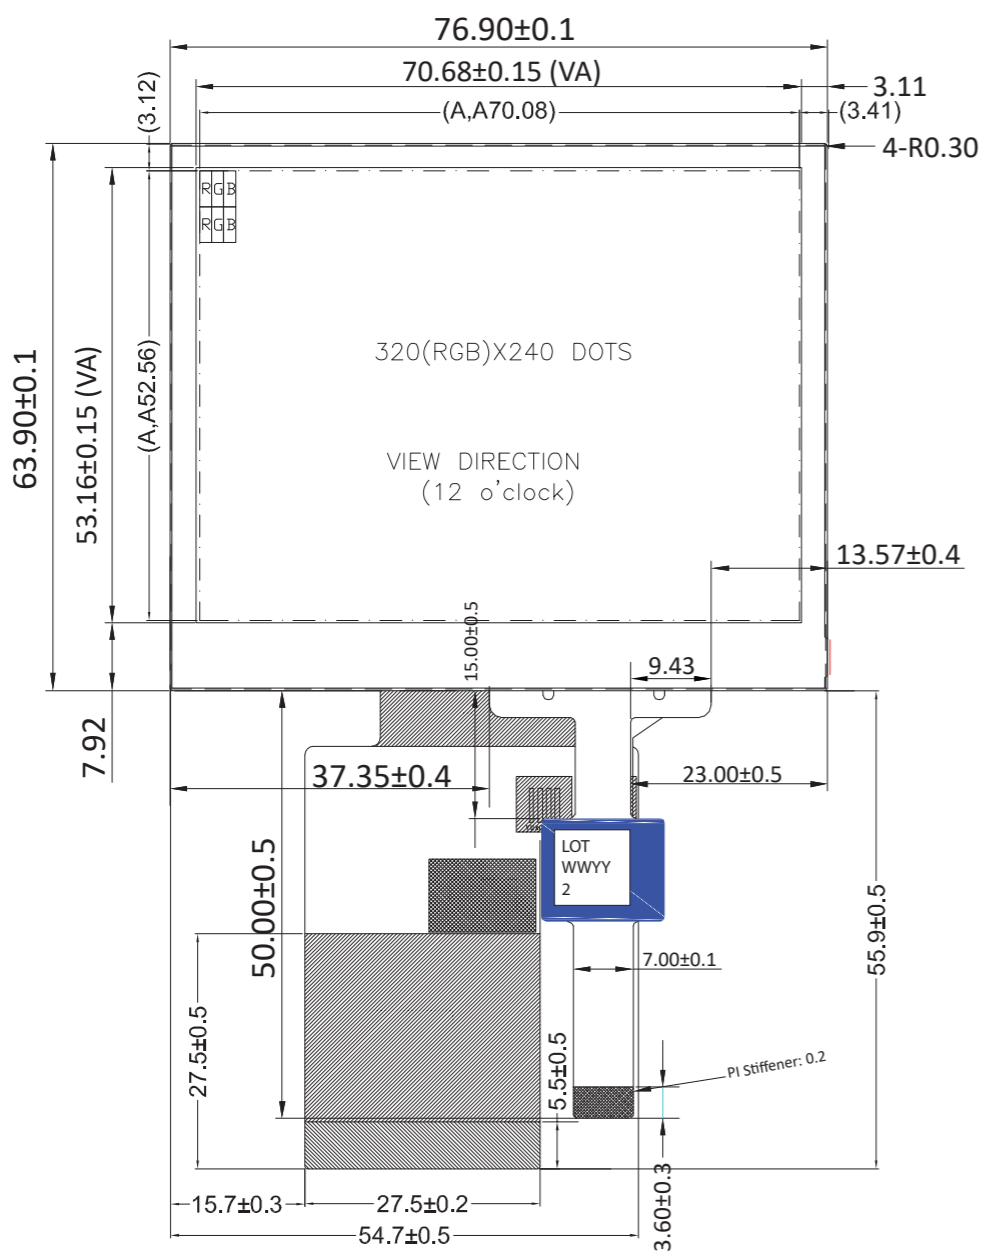 76.90±0.1
70.68±0.15 (VA)
3.11
(A,A70.08)
(3.41)
(3.12)
4-R0.30
R G B
R G B
63.90±0.1
53.16±0.15 (VA)
(A,A52.56)
320(RGB)X240 DOTS
VIEW DIRECTION
(12 o'clock)
13.57±0.4
15.00±0.5
9.43
7.92
37.35±0.4
23.00±0.5
LOT
WWYY
2
50.00±0.5
55.9±0.5
7.00±0.1
27.5±0.5
5.5±0.5
PI Stiffener: 0.2
3.60±0.3
15.7±0.3
27.5±0.2
54.7±0.5